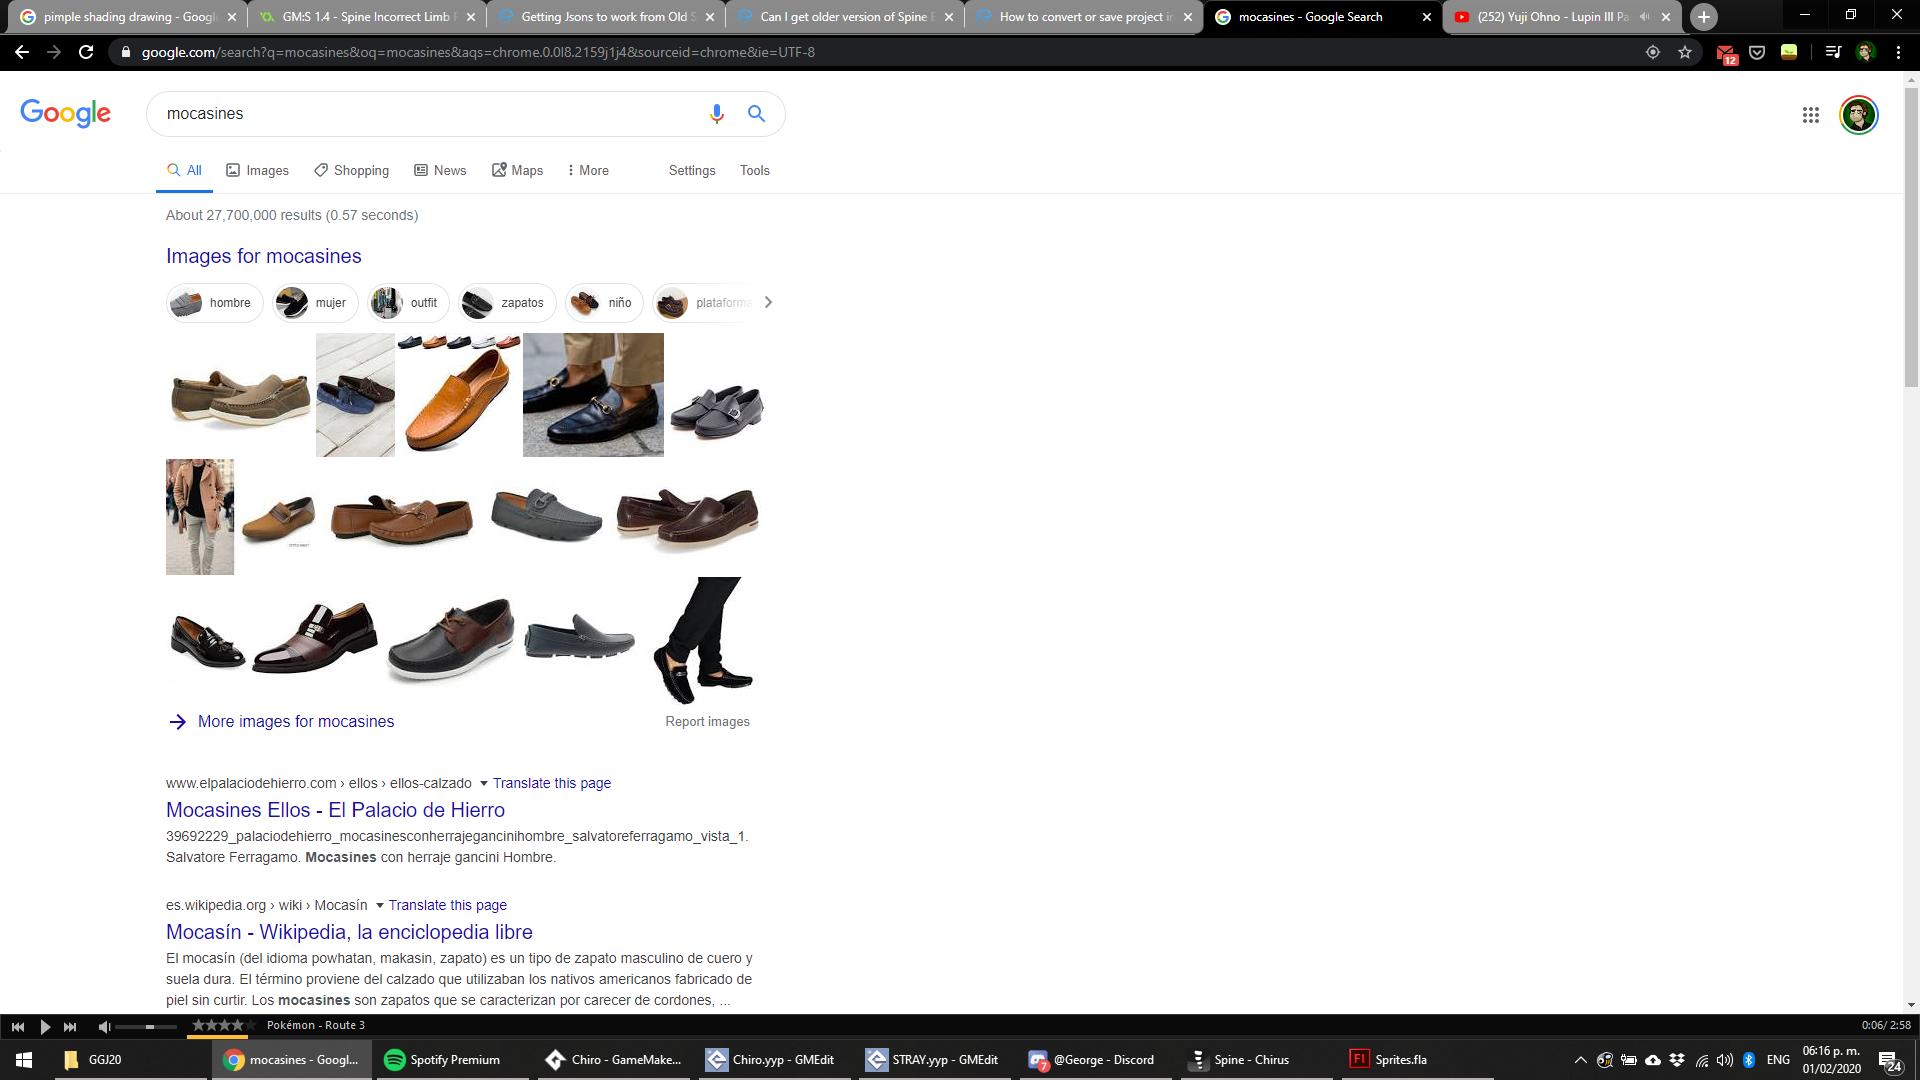 pimple shading drawing - Googl
GM:S 1.4 - Spine Incorrect Limb
Getting Jsons to work from Old S
Can I get older version of Spine E
How to convert or save project in
mocasines - Google Search
(252) Yuji Ohno - Lupin III Pa
google.com/search?q=mocasines&oq=mocasines&aqs=chrome.0.0l8.2159j1j4&sourceid=chrome&ie=UTF-8
12
Google
mocasines
All Images Shopping News Maps More Settings Tools
About 27,700,000 results (0.57 seconds)
Images for mocasines
hombre mujer outfit zapatos niño plataforma
More images for mocasines
Report images
www.elpalaciodehierro.com › ellos › ellos-calzado Translate this page
Mocasines Ellos - El Palacio de Hierro
39692229_palaciodehierro_mocasinesconherrajegancinihombre_salvatoreferragamo_vista_1.
Salvatore Ferragamo. Mocasines con herraje gancini Hombre.
es.wikipedia.org › wiki › Mocasín Translate this page
Mocasín - Wikipedia, la enciclopedia libre
El mocasín (del idioma powhatan, makasin, zapato) es un tipo de zapato masculino de cuero y
suela dura. El término proviene del calzado que utilizaban los nativos americanos fabricado de
piel sin curtir. Los mocasines son zapatos que se caracterizan por carecer de cordones, ...
Pokémon - Route 3
0:06/ 2:58
GGJ20
mocasines - Googl...
Spotify Premium
Chiro - GameMake...
Chiro.yyp - GMEdit
STRAY.yyp - GMEdit
7
@George - Discord
Spine - Chirus
Fl
Sprites.fla
ENG
06:16 p. m.
01/02/2020
24